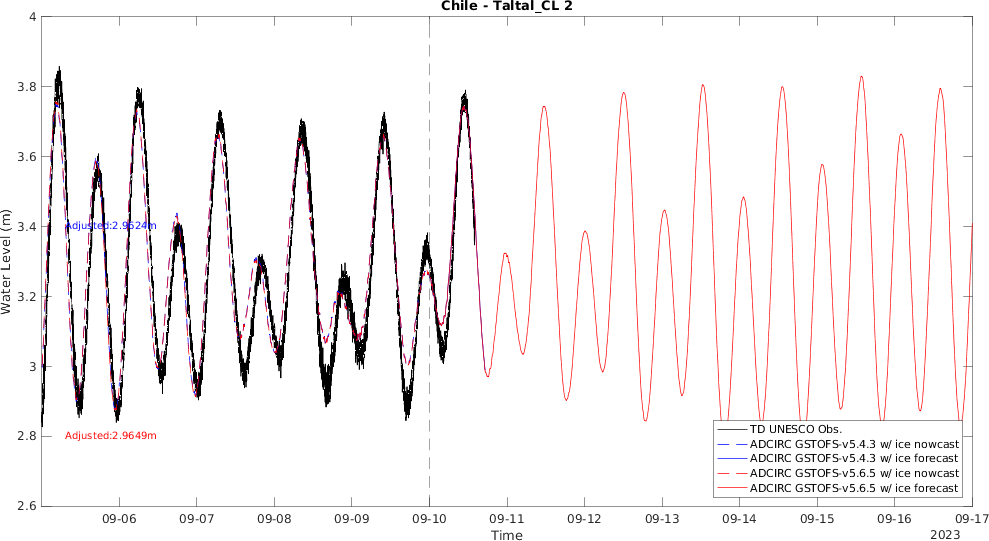 Chile - Taltal_CL 2
4
3.8
3.6
3.4
3.2
3
2.8
2.6
Water Level (m)
Adjusted:2.9524m
Adjusted:2.9649m
TD UNESCO Obs.
ADCIRC GSTOFS-v5.4.3 w/ ice nowcast
ADCIRC GSTOFS-v5.4.3 w/ ice forecast
ADCIRC GSTOFS-v5.6.5 w/ ice nowcast
ADCIRC GSTOFS-v5.6.5 w/ ice forecast
09-06 09-07 09-08 09-09 09-10 09-11 09-12 09-13 09-14 09-15 09-16 09-17
Time
2023